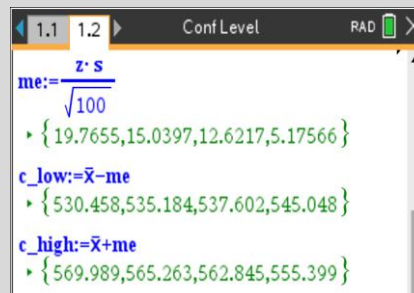 1.1 1.2 Conf Level RAD
me:=z·s/√100
{19.7655,15.0397,12.6217,5.17566}
c_low:=x̄−me
{530.458,535.184,537.602,545.048}
c_high:=x̄+me
{569.989,565.263,562.845,555.399}